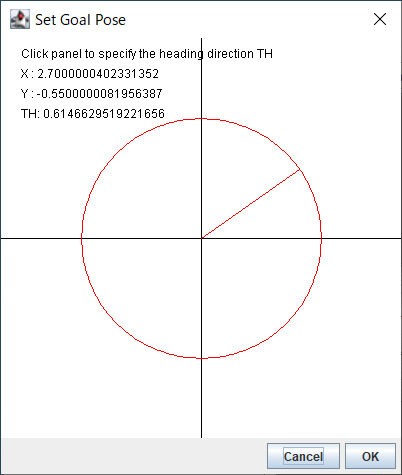 Set Goal Pose
Click panel to specify the heading direction TH
X : 2.7000000402331352
Y : -0.5500000081956387
TH: 0.6146629519221656
Cancel
OK